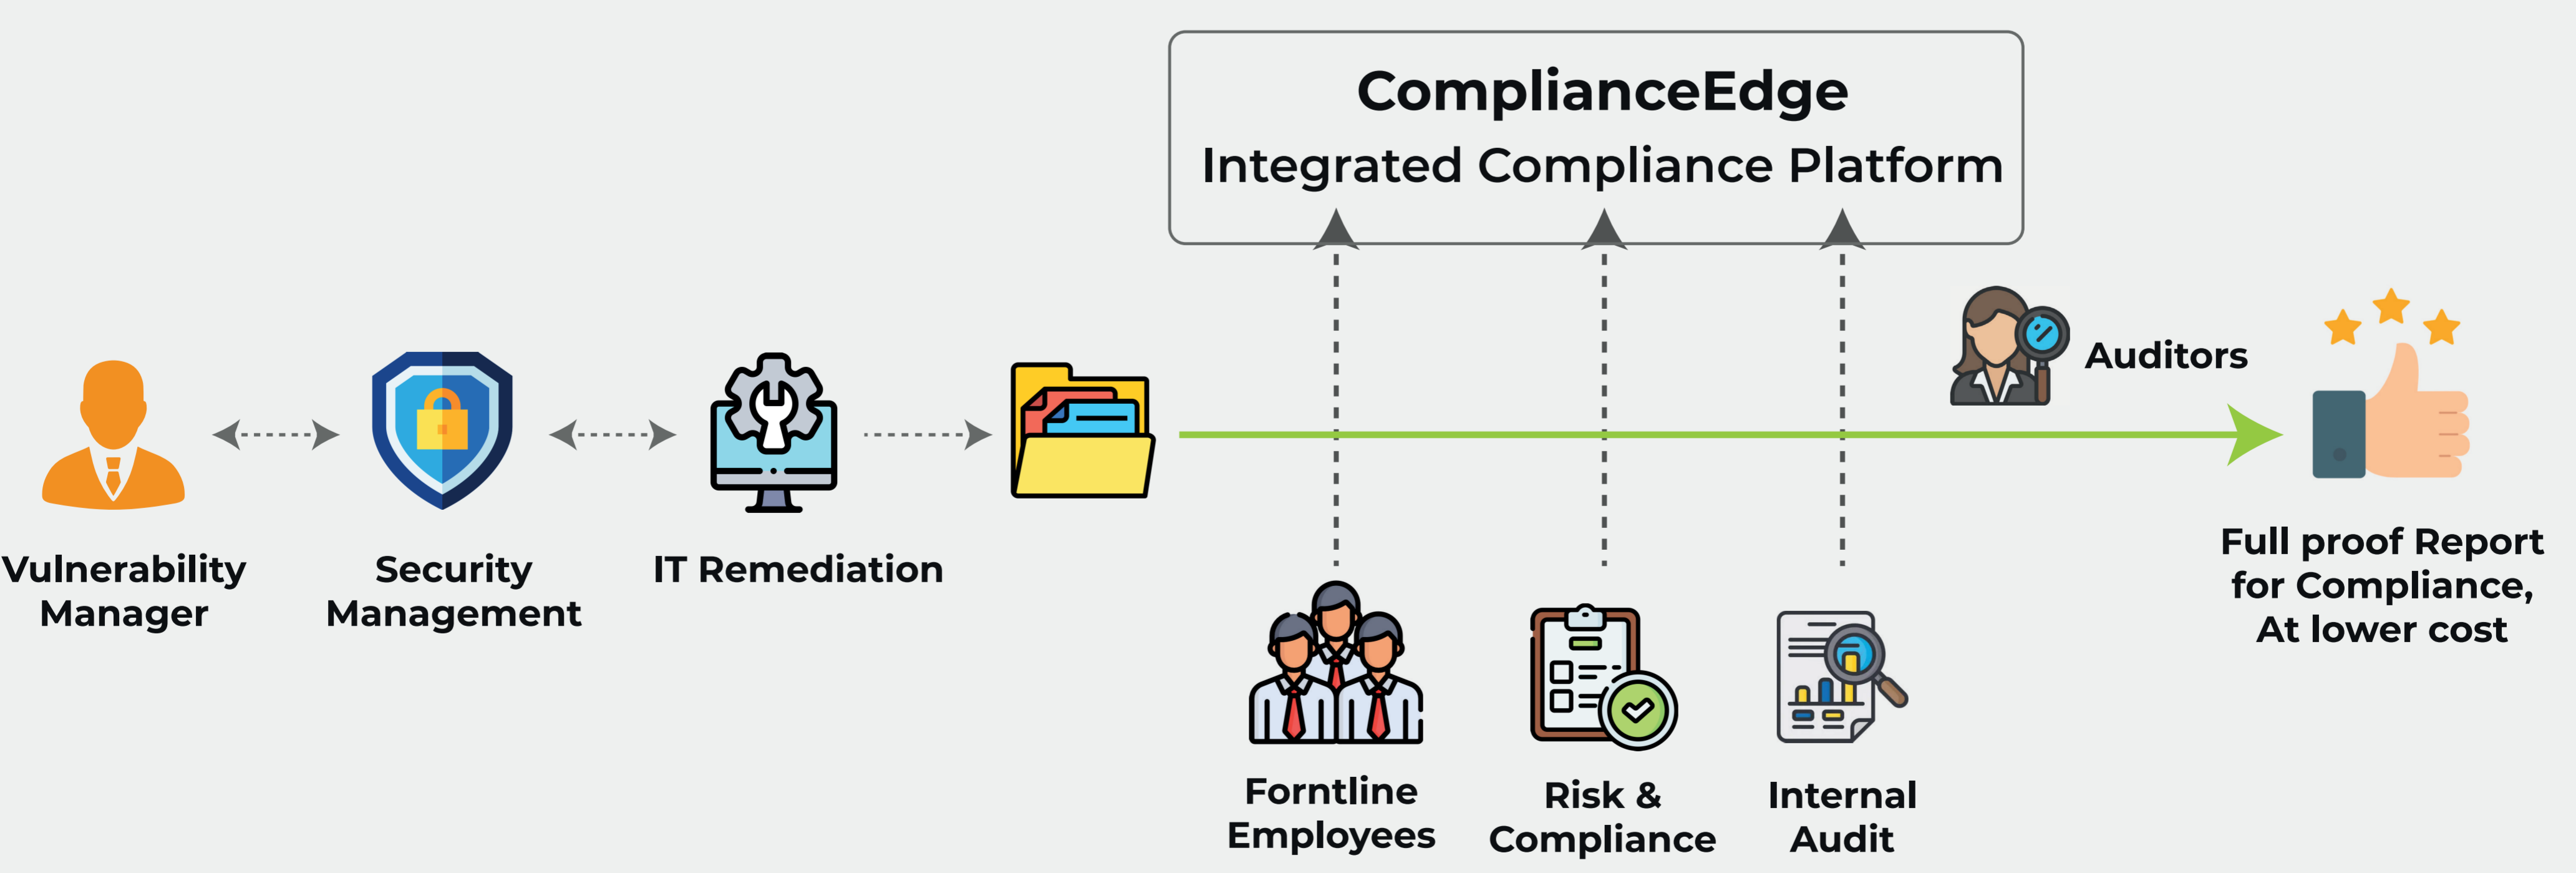 ComplianceEdge
Integrated Compliance Platform
Auditors
Vulnerability
Manager
Security
Management
IT Remediation
Full proof Report
for Compliance,
At lower cost
Forntline
Employees
Risk &
Compliance
Internal
Audit